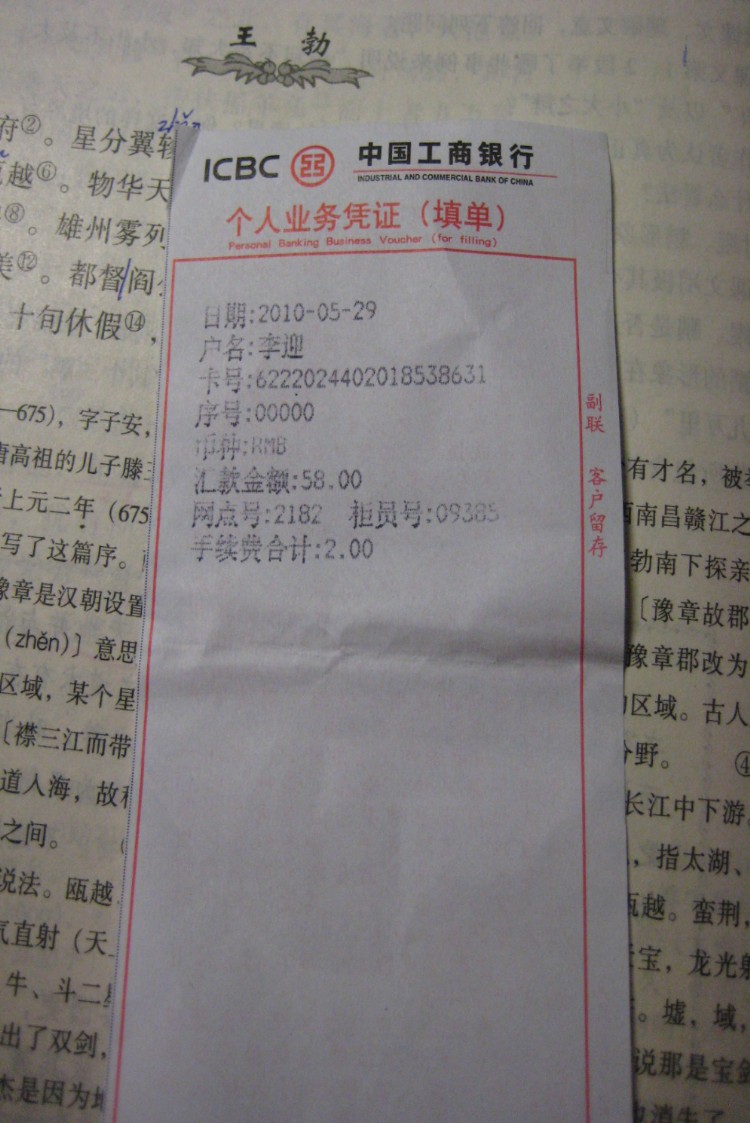 王 勃
府②。星分翼轸
越⑥。物华天
⑧。雄州雾列
美⑫。都督阎
十旬休假⑭，
—675)，字子安，
唐高祖的儿子滕
上元二年（675
写了这篇序。
豫章是汉朝设置
（zhěn）］意思
区域，某个星
〔襟三江而带
道入海，故
之间。
说法。瓯越
气直射（天
牛、斗二星
出了双剑，
杰是因为地
ICBC 中国工商银行
INDUSTRIAL AND COMMERCIAL BANK OF CHINA
个人业务凭证（填单）
Personal Banking Business Voucher (for filling)
日期:2010-05-29
户名:李迎
卡号:6222024402018538631
序号:00000
币种:RMB
汇款金额:58.00
网点号:2182 柜员号:09385
手续费合计:2.00
副联 客户留存
有才名，被
西南昌赣江之
勃南下探亲
〔豫章故郡
豫章郡改为
区域。古人
分野。 ④
长江中下游
，指太湖、
瓯越。蛮荆，
天宝，龙光射
。墟，域，
说那是宝剑
消失了